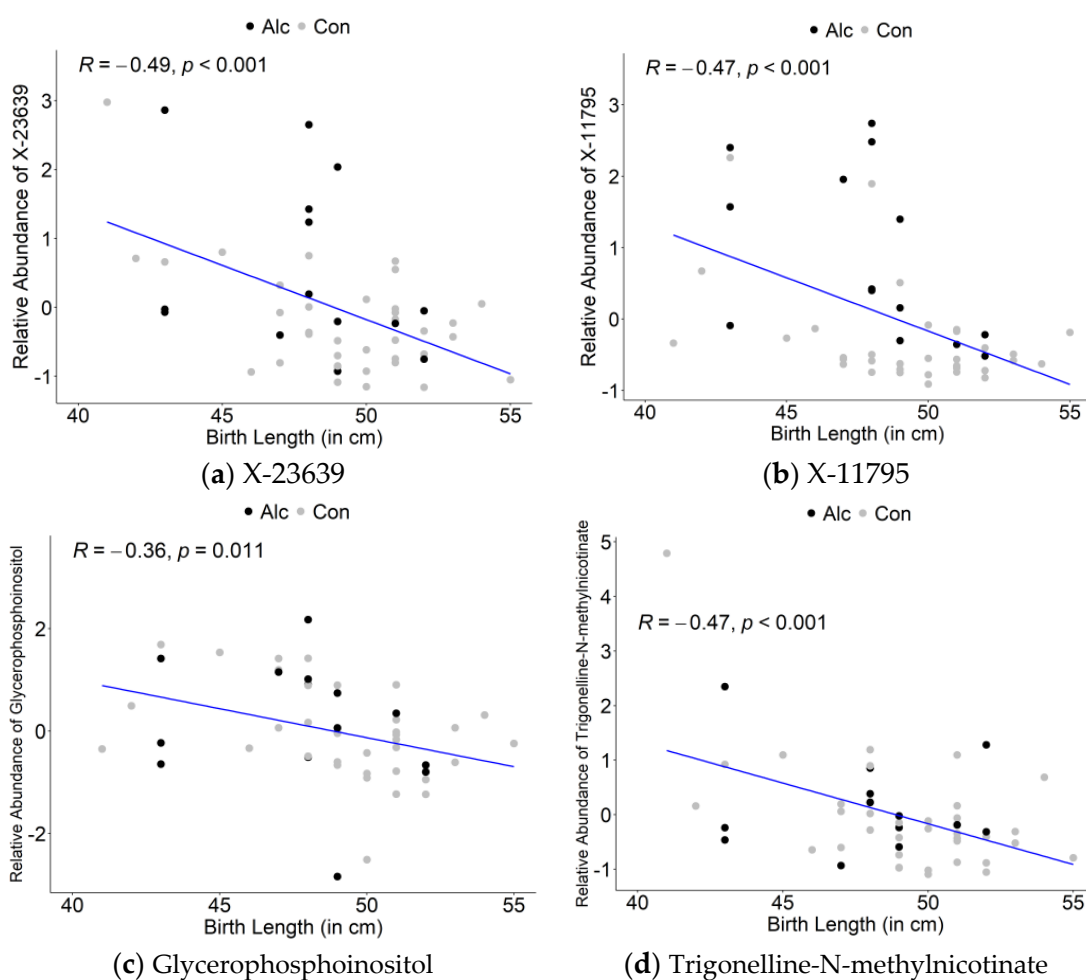 Alc Con
R = −0.49, p < 0.001
Relative Abundance of X-23639
3
2
1
0
-1
40 45 50 55
Birth Length (in cm)
(a) X-23639
Alc Con
R = −0.47, p < 0.001
Relative Abundance of X-11795
3
2
1
0
-1
40 45 50 55
Birth Length (in cm)
(b) X-11795
Alc Con
R = −0.36, p = 0.011
Relative Abundance of Glycerophosphoinositol
2
0
-2
40 45 50 55
Birth Length (in cm)
(c) Glycerophosphoinositol
Alc Con
R = −0.47, p < 0.001
Relative Abundance of Trigonelline-N-methylnicotinate
5
4
3
2
1
0
-1
40 45 50 55
Birth Length (in cm)
(d) Trigonelline-N-methylnicotinate